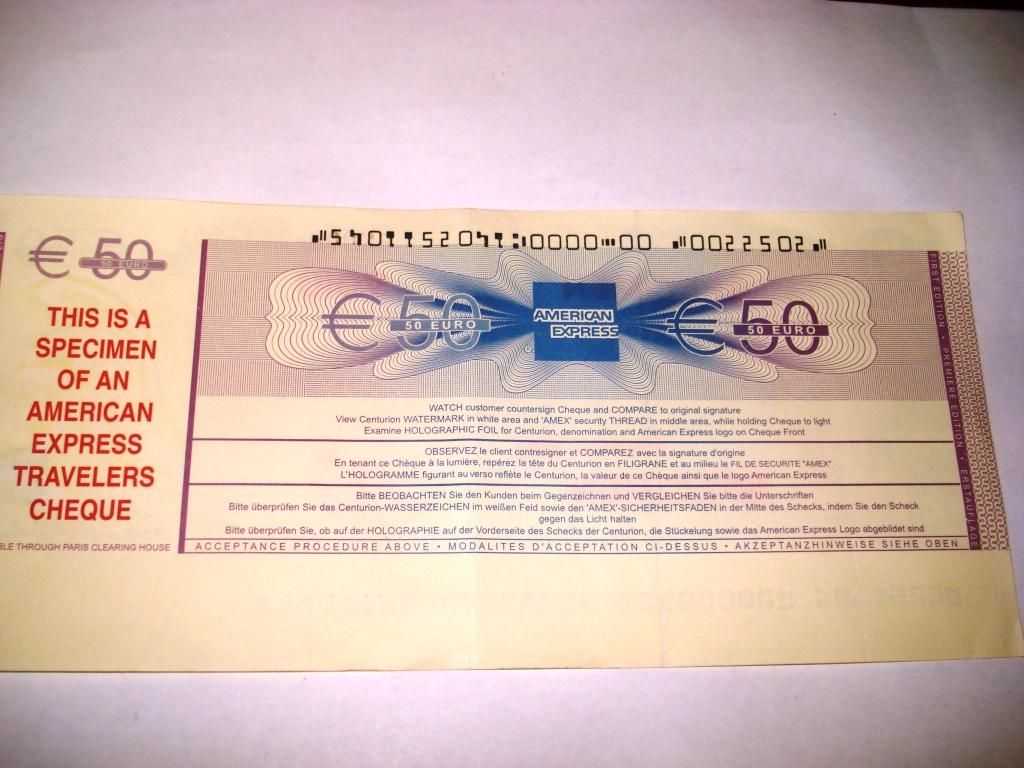 € 50
50 EURO
THIS IS A
SPECIMEN
OF AN
AMERICAN
EXPRESS
TRAVELERS
CHEQUE
BLE THROUGH PARIS CLEARING HOUSE
€ 50
50 EURO
AMERICAN
EXPRESS
®
€ 50
50 EURO
WATCH customer countersign Cheque and COMPARE to original signature
View Centurion WATERMARK in white area and 'AMEX' security THREAD in middle area, while holding Cheque to light
Examine HOLOGRAPHIC FOIL for Centurion, denomination and American Express logo on Cheque Front
OBSERVEZ le client contresigner et COMPAREZ avec la signature d'origine
En tenant ce Chèque à la lumière, repérez la tête du Centurion en FILIGRANE et au milieu le FIL DE SECURITE "AMEX"
L'HOLOGRAMME figurant au verso reflète le Centurion, la valeur de ce Chèque ainsi que le logo American Express
Bitte BEOBACHTEN Sie den Kunden beim Gegenzeichnen und VERGLEICHEN Sie bitte die Unterschriften
Bitte überprüfen Sie das Centurion-WASSERZEICHEN im weißen Feld sowie den 'AMEX'-SICHERHEITSFADEN in der Mitte des Schecks, indem Sie den Scheck
gegen das Licht halten
Bitte überprüfen Sie, ob auf der HOLOGRAPHIE auf der Vorderseite des Schecks der Centurion, die Stückelung sowie das American Express Logo abgebildet sind
ACCEPTANCE PROCEDURE ABOVE • MODALITES D'ACCEPTATION CI-DESSUS • AKZEPTANZHINWEISE SIEHE OBEN
FIRST EDITION • PREMIERE EDITION • ERSTAUFLAGE